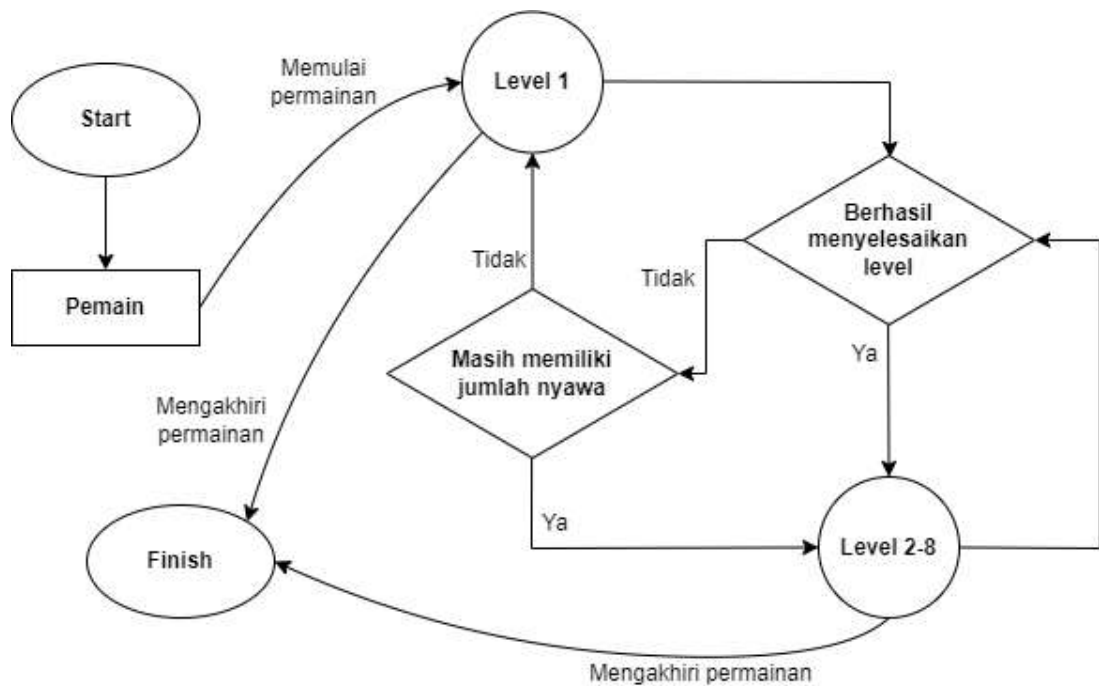 Start
Pemain
Memulai
permainan
Level 1
Berhasil
menyelesaikan
level
Tidak
Tidak
Masih memiliki
jumlah nyawa
Ya
Ya
Level 2-8
Mengakhiri
permainan
Finish
Mengakhiri permainan